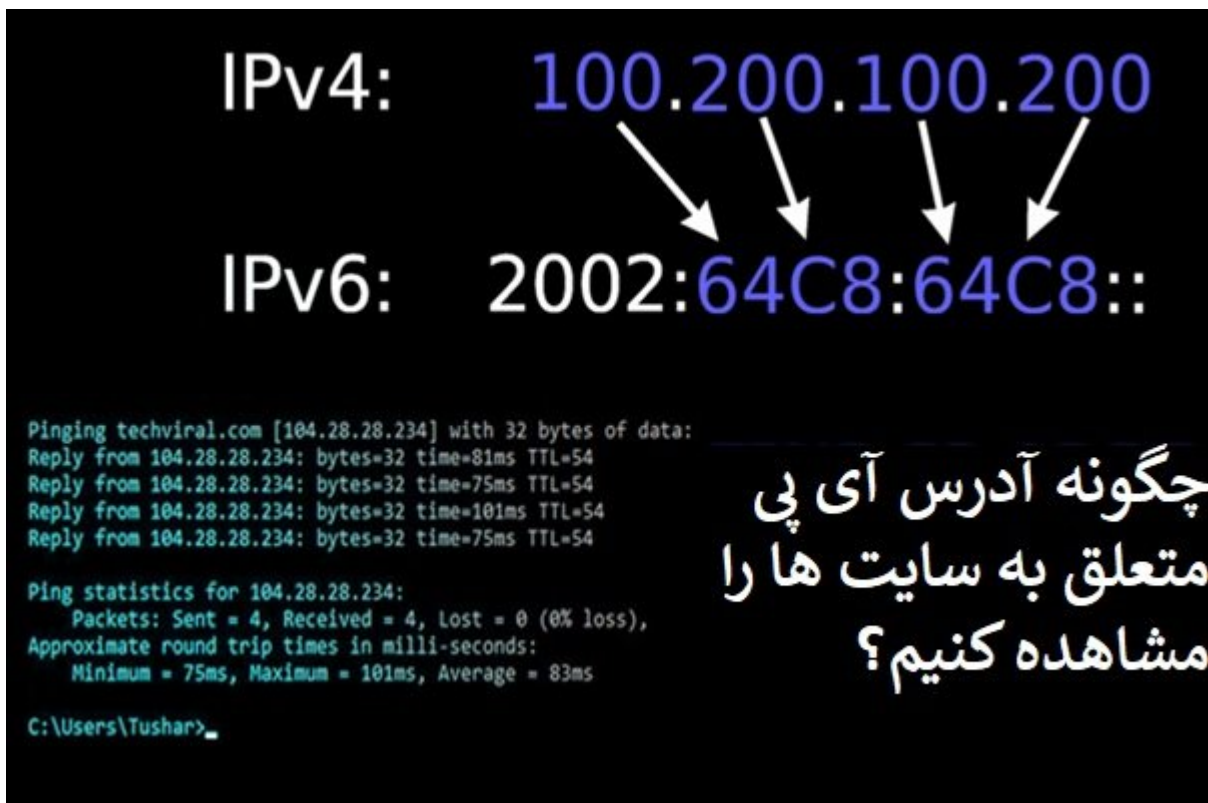 IPv4: 100.200.100.200
IPv6: 2002:64C8:64C8::
Pinging techviral.com [104.28.28.234] with 32 bytes of data:
Reply from 104.28.28.234: bytes=32 time=81ms TTL=54
Reply from 104.28.28.234: bytes=32 time=75ms TTL=54
Reply from 104.28.28.234: bytes=32 time=101ms TTL=54
Reply from 104.28.28.234: bytes=32 time=75ms TTL=54
Ping statistics for 104.28.28.234:
Packets: Sent = 4, Received = 4, Lost = 0 (0% loss),
Approximate round trip times in milli-seconds:
Minimum = 75ms, Maximum = 101ms, Average = 83ms
C:\Users\Tushar>_
چگونه آدرس آی پی
متعلق به سایت ها را
مشاهده کنیم؟